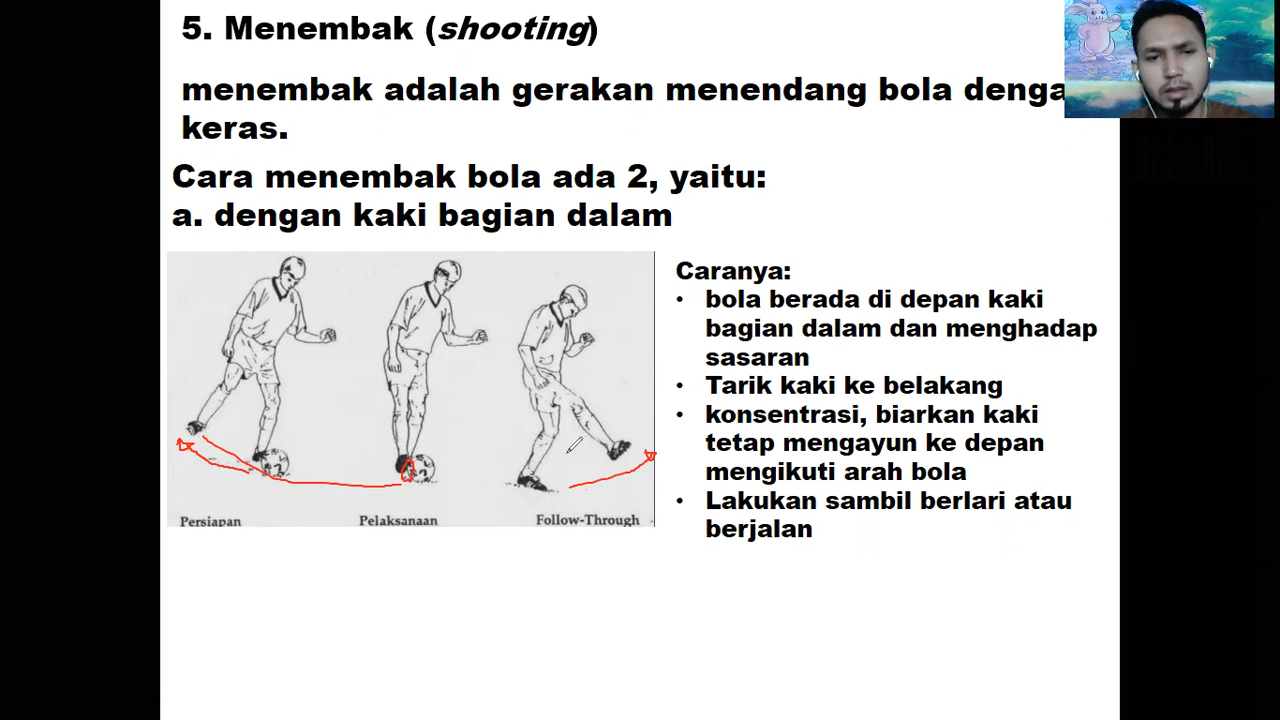 5. Menembak (shooting)
menembak adalah gerakan menendang bola denga
keras.
Cara menembak bola ada 2, yaitu:
a. dengan kaki bagian dalam
Caranya:
• bola berada di depan kaki
bagian dalam dan menghadap
sasaran
• Tarik kaki ke belakang
• konsentrasi, biarkan kaki
tetap mengayun ke depan
mengikuti arah bola
• Lakukan sambil berlari atau
berjalan
Persiapan
Pelaksanaan
Follow-Through